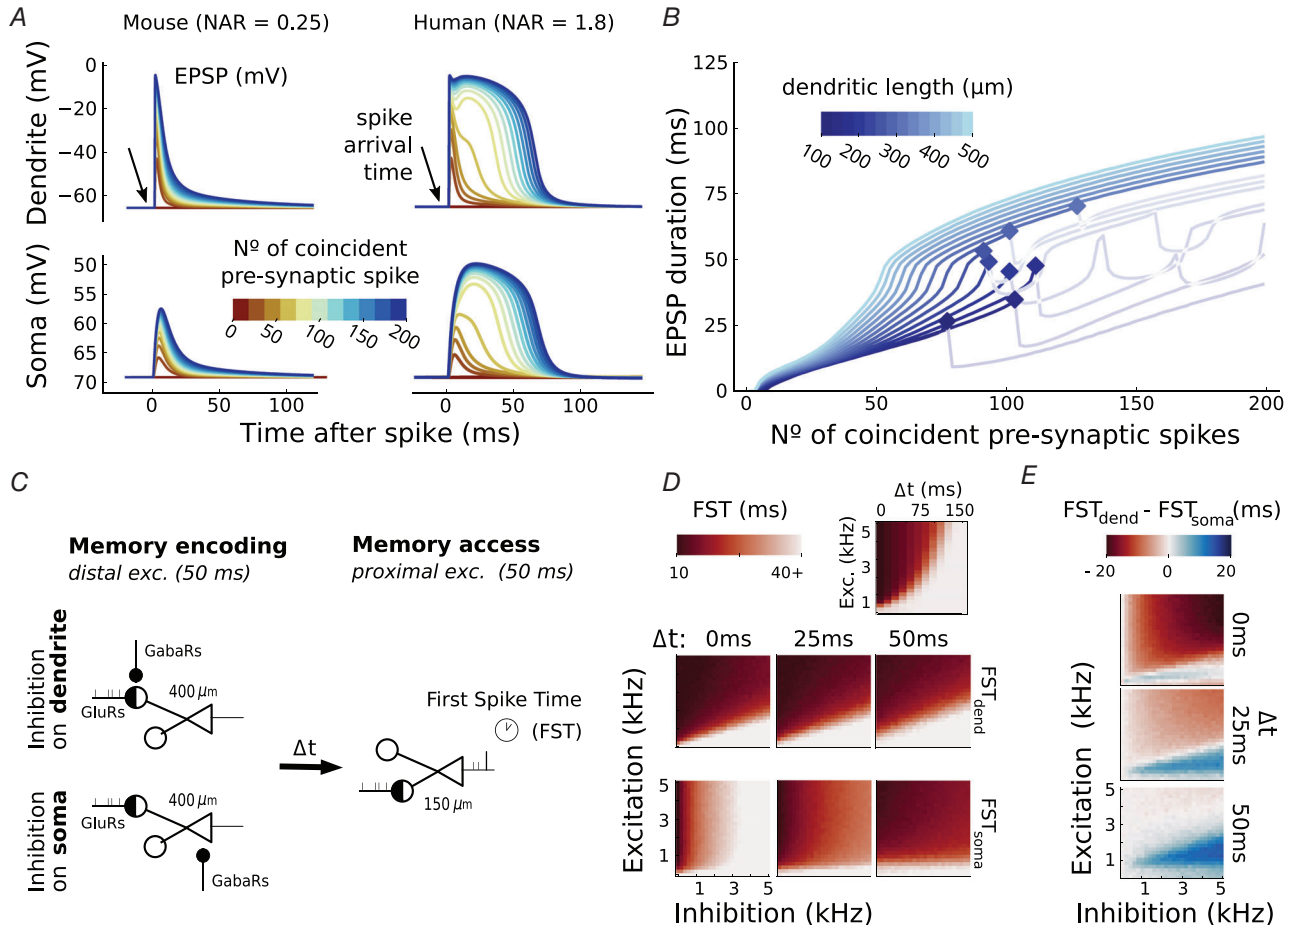 A
Mouse (NAR = 0.25)
Human (NAR = 1.8)
Dendrite (mV)
0
−20
−40
−60
EPSP (mV)
spike
arrival
time
Soma (mV)
50
55
60
65
70
Nº of coincident
pre-synaptic spike
0
50
100
150
200
0
50
100
0
50
100
Time after spike (ms)
B
EPSP duration (ms)
125
100
75
50
25
0
dendritic length (µm)
100
200
300
400
500
0
50
100
150
200
Nº of coincident pre-synaptic spikes
C
Memory encoding
distal exc. (50 ms)
Memory access
proximal exc. (50 ms)
Inhibition
on dendrite
GabaRs
400 µm
GluRs
Δt
First Spike Time
(FST)
150 µm
Inhibition
on soma
400 µm
GluRs
GabaRs
D
FST (ms)
10
40+
Δt (ms)
0
75
150
Exc. (kHz)
5
3
1
Δt:
0ms
25ms
50ms
FSTdend
Excitation (kHz)
5
3
1
FSTsoma
1
3
5
Inhibition (kHz)
E
FSTdend - FSTsoma (ms)
- 20
0
20
0ms
25ms
50ms
Δt
Excitation (kHz)
5
3
1
1
3
5
Inhibition (kHz)